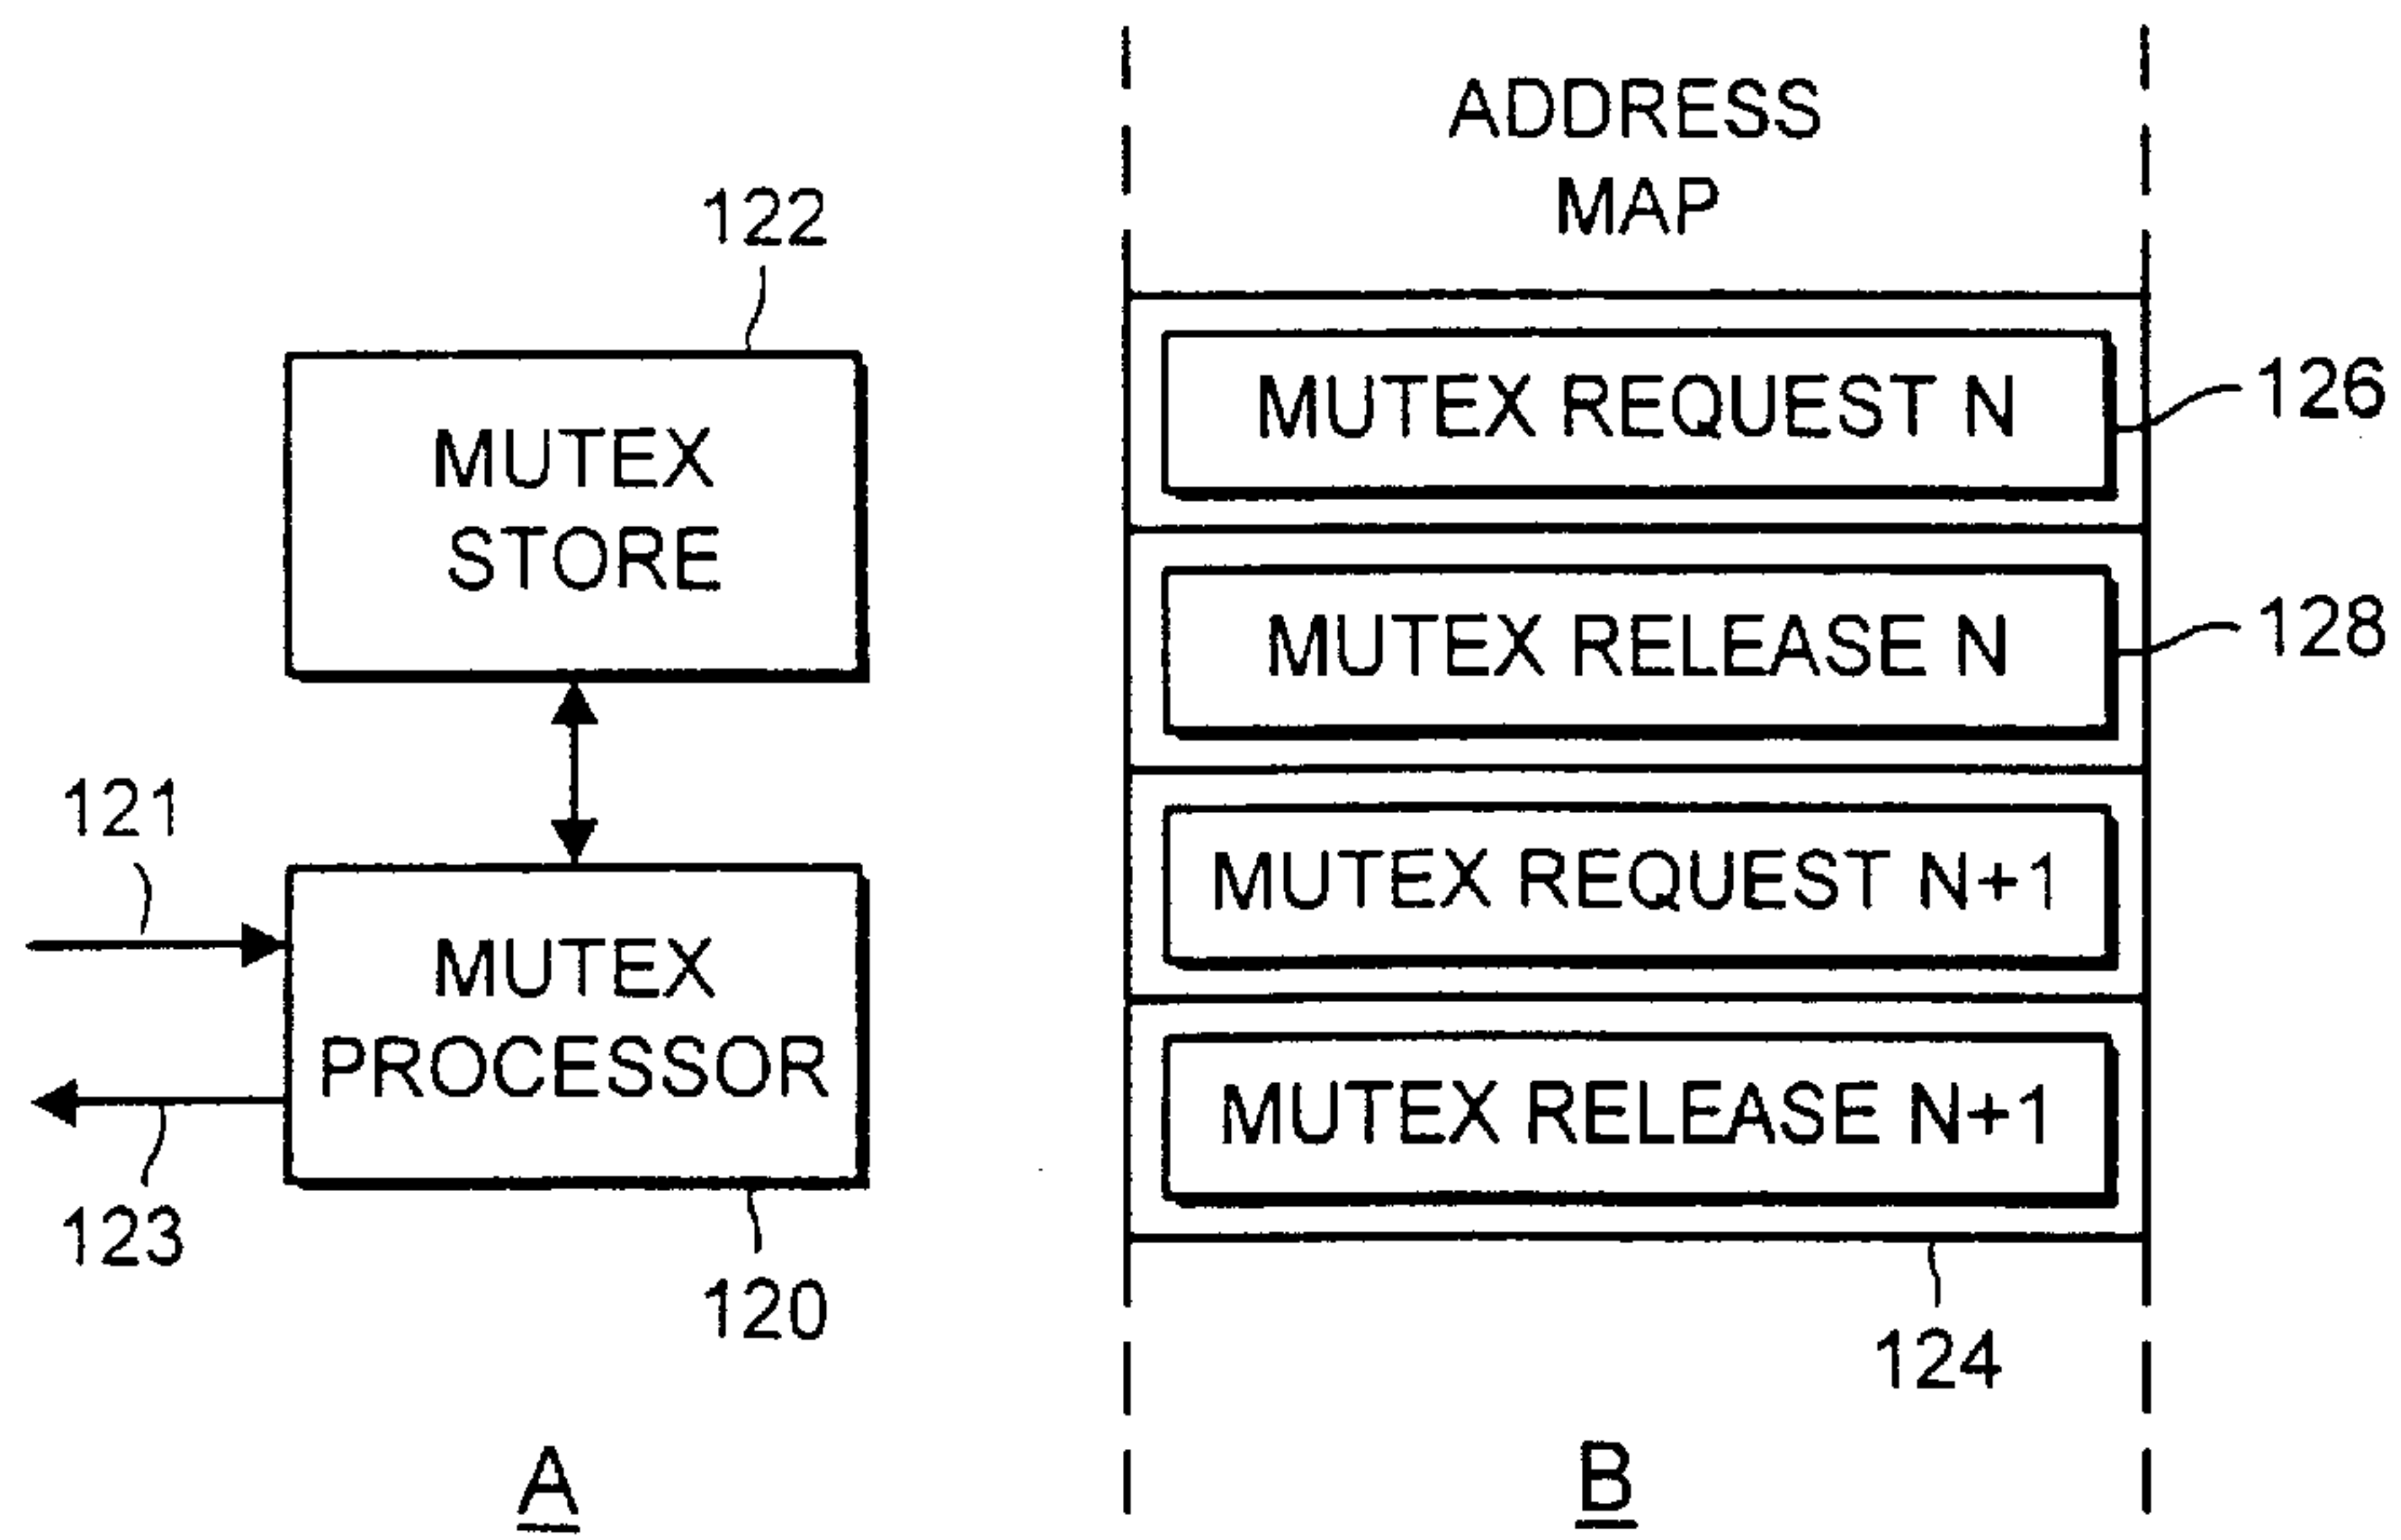 122
MUTEX
STORE
121
MUTEX
PROCESSOR
123
120
A
ADDRESS
MAP
MUTEX REQUEST N
126
MUTEX RELEASE N
128
MUTEX REQUEST N+1
MUTEX RELEASE N+1
124
B